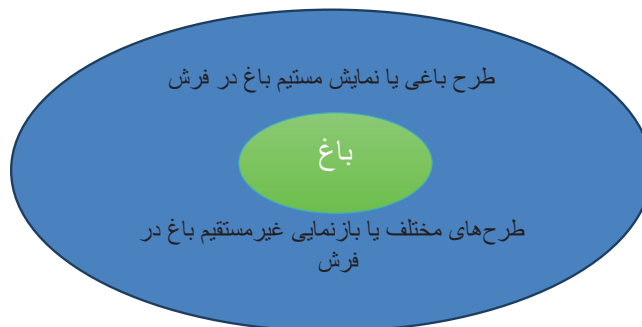 طرح باغی یا نمایش مستیم باغ در فرش
باغ
طرح‌های مختلف یا بازنمایی غیرمستقیم باغ در
فرش